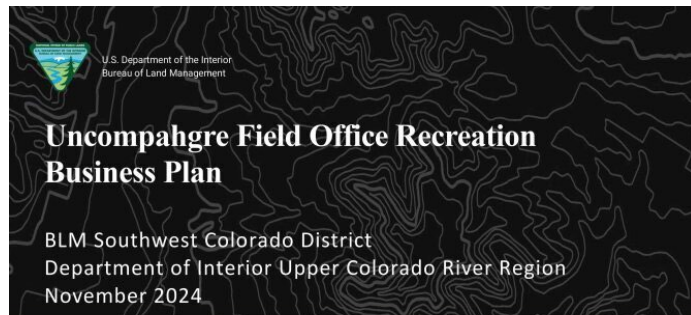 U.S. Department of the Interior
Bureau of Land Management
Uncompahgre Field Office Recreation
Business Plan
BLM Southwest Colorado District
Department of Interior Upper Colorado River Region
November 2024